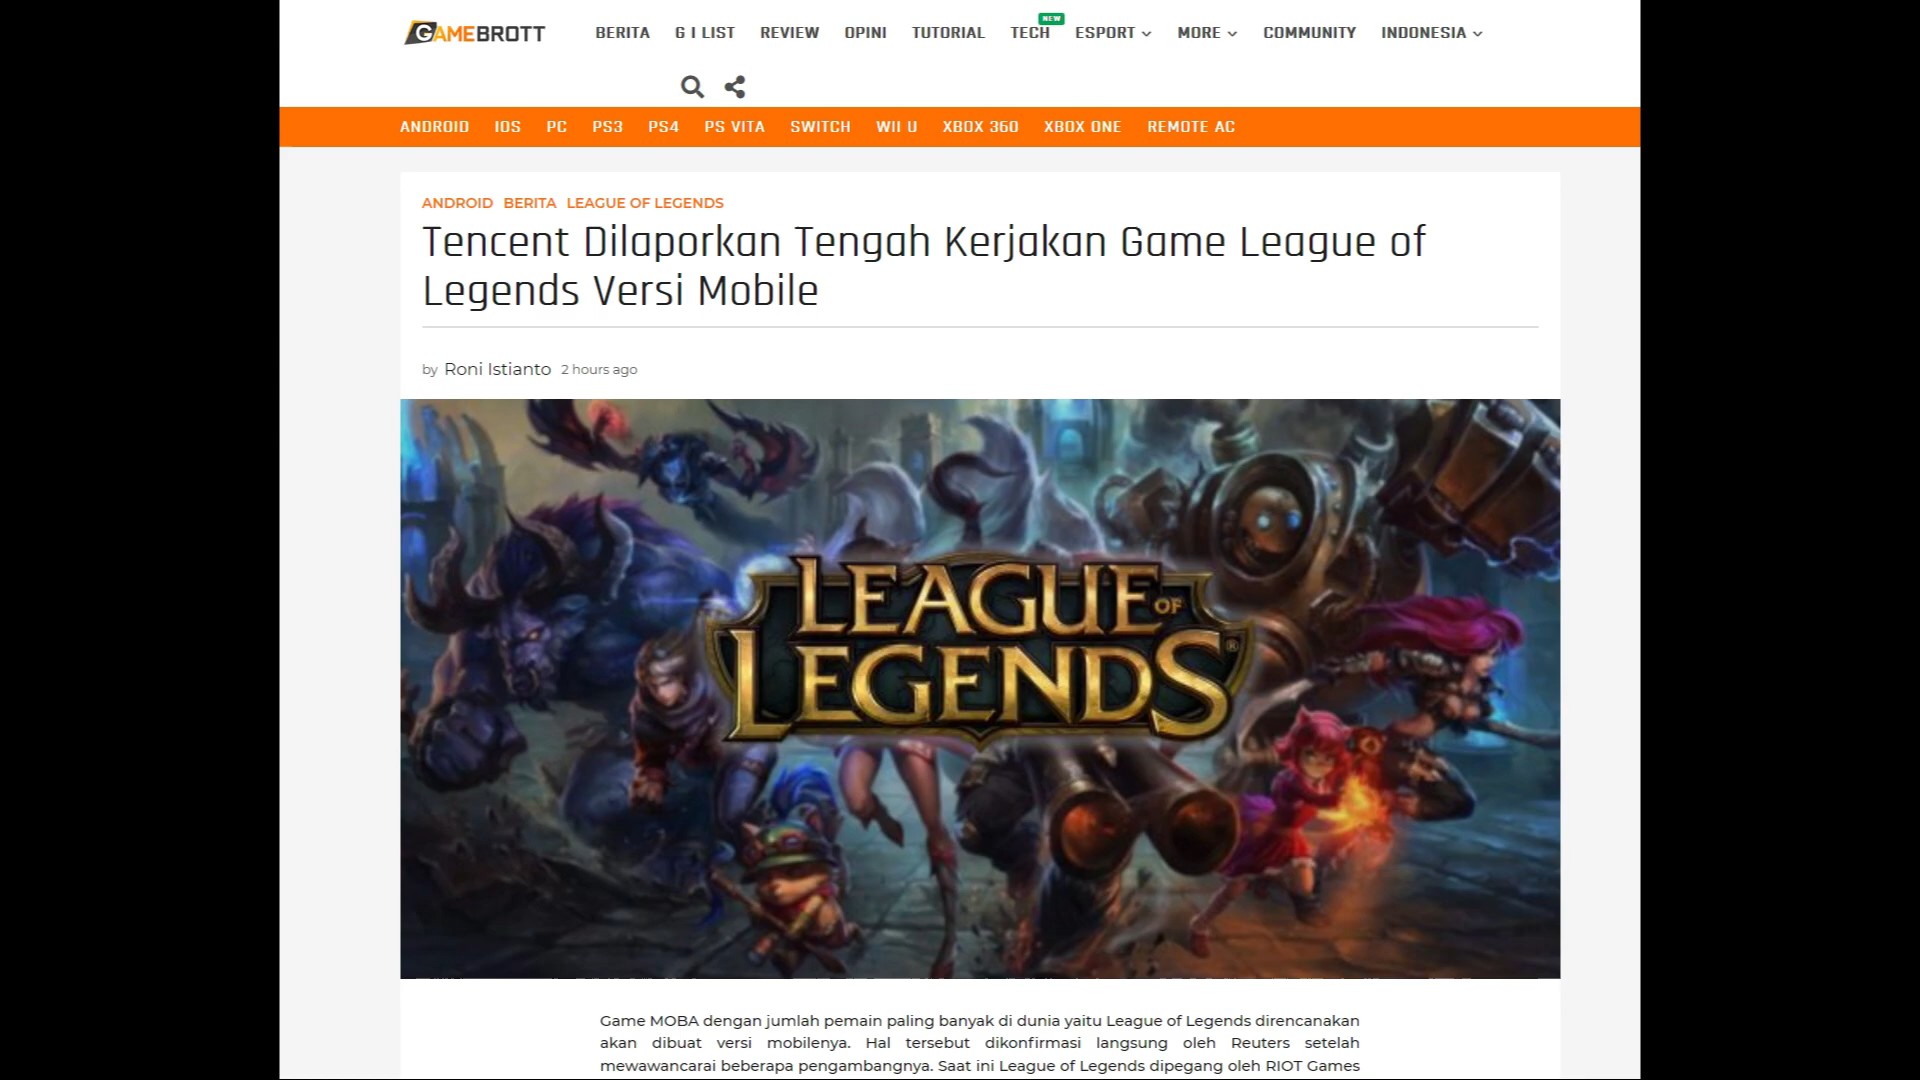 GAMEBROTT
BERITA G I LIST REVIEW OPINI TUTORIAL TECH NEW ESPORT MORE COMMUNITY INDONESIA
ANDROID IOS PC PS3 PS4 PS VITA SWITCH WII U XBOX 360 XBOX ONE REMOTE AC
ANDROID BERITA LEAGUE OF LEGENDS
Tencent Dilaporkan Tengah Kerjakan Game League of
Legends Versi Mobile
by Roni Istianto 2 hours ago
LEAGUE OF
LEGENDS®
Game MOBA dengan jumlah pemain paling banyak di dunia yaitu League of Legends direncanakan
akan dibuat versi mobilenya. Hal tersebut dikonfirmasi langsung oleh Reuters setelah
mewawancarai beberapa pengambangnya. Saat ini League of Legends dipegang oleh RIOT Games